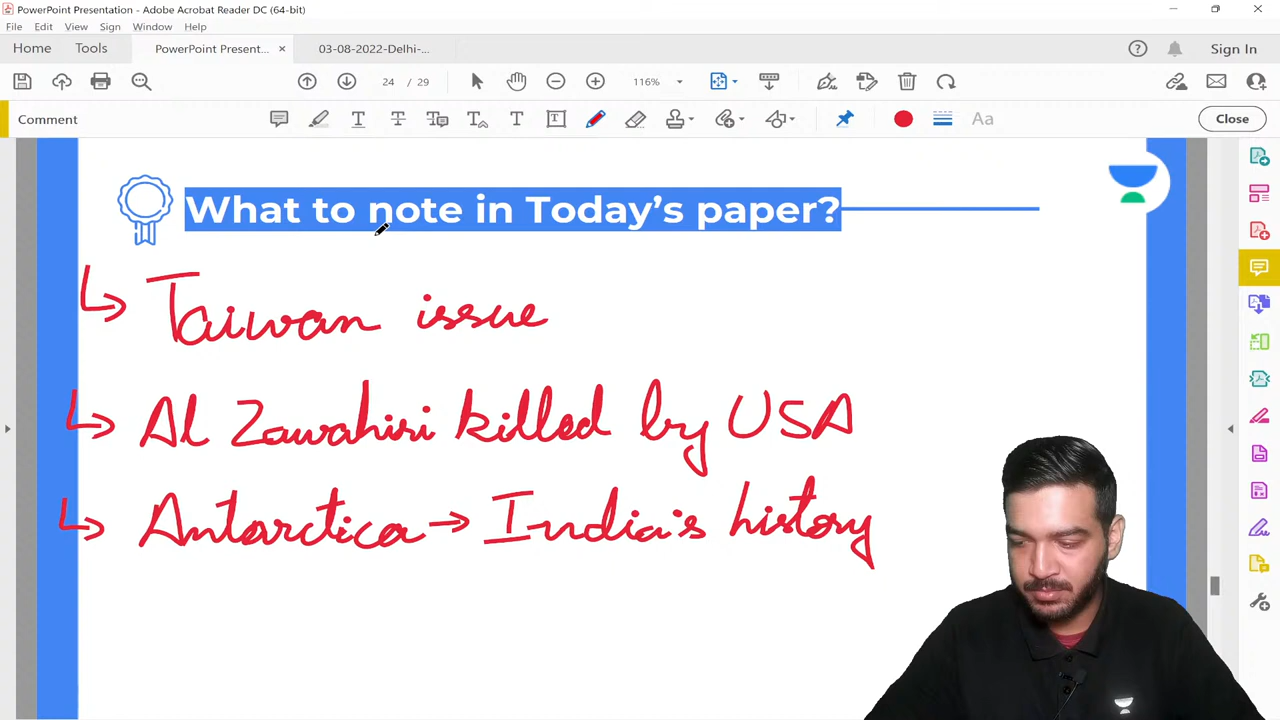 PowerPoint Presentation - Adobe Acrobat Reader DC (64-bit)
File Edit View Sign Window Help
Home Tools PowerPoint Present... × 03-08-2022-Delhi-... Sign In
24 / 29 116%
Comment Aa Close
What to note in Today's paper?
↳ Taiwan issue
↳ Al Zawahiri killed by USA
↳ Antarctica → India's history